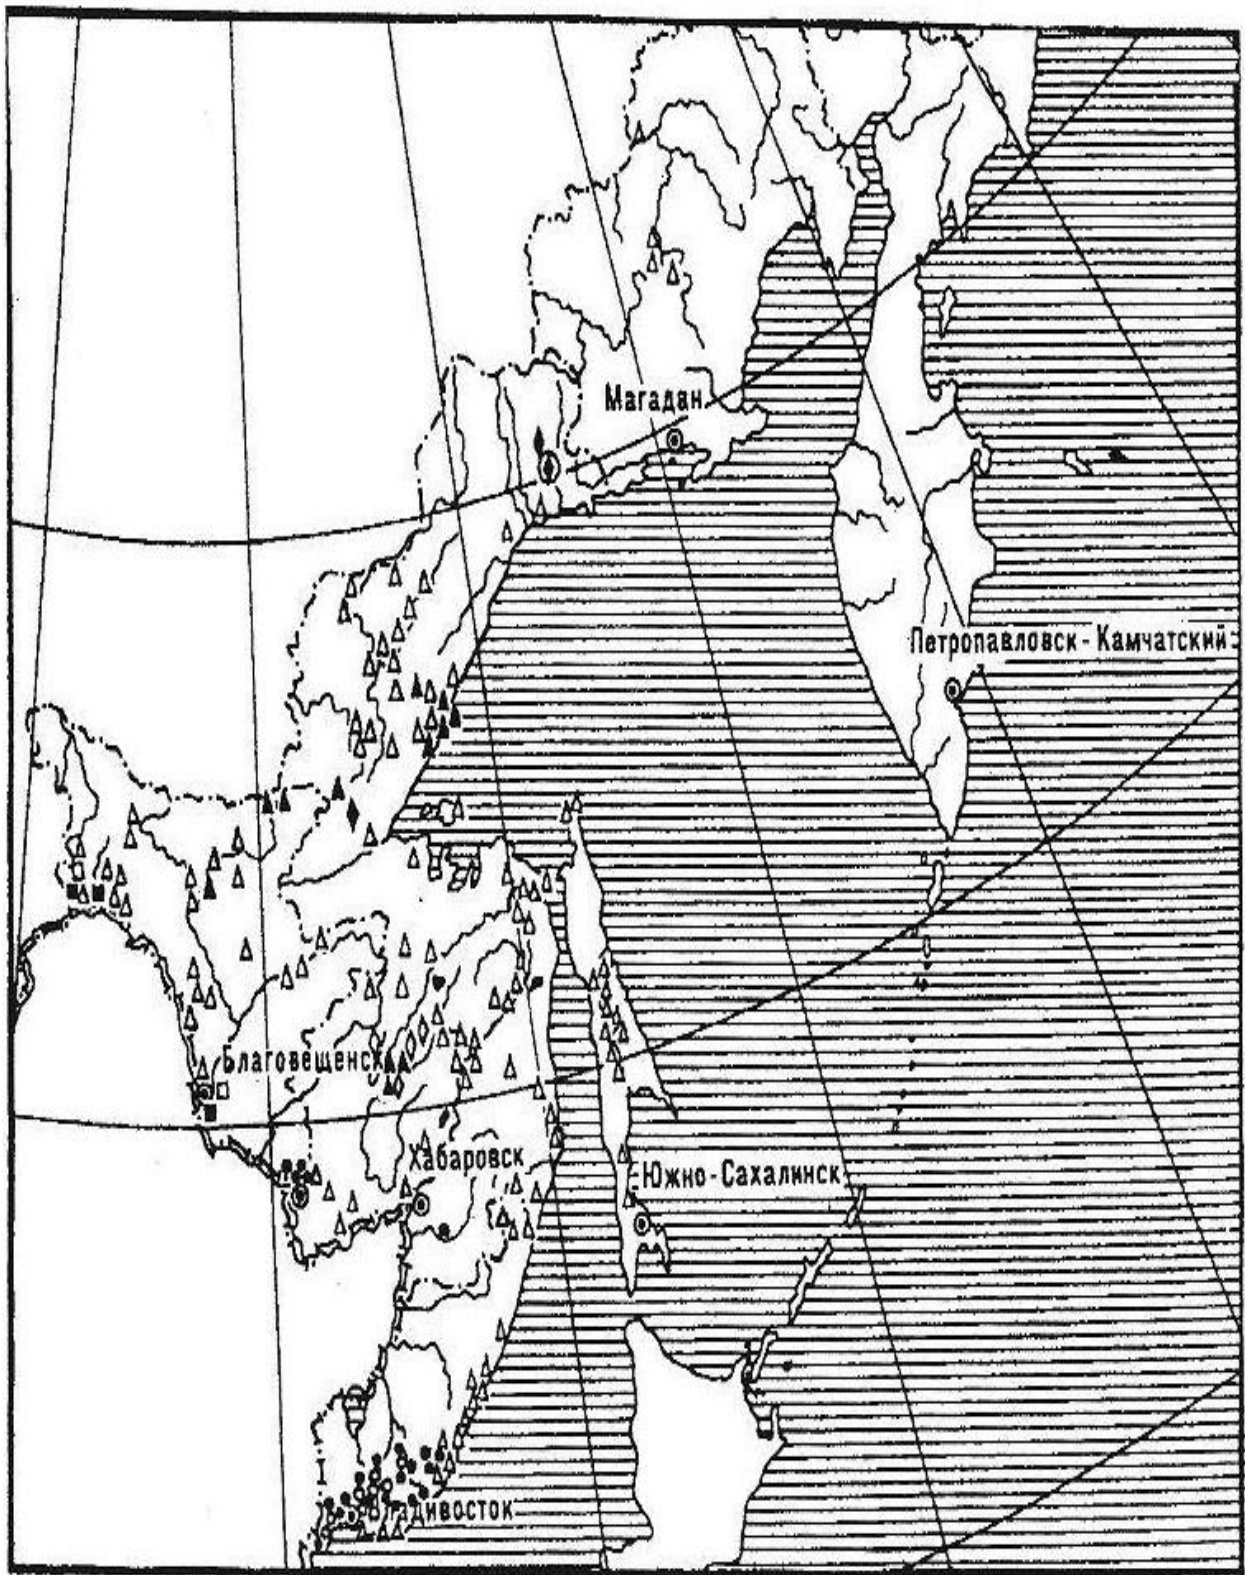 Магадан
Петропавловск-Камчатский
Благовещенск
Хабаровск
Южно-Сахалинск
Владивосток